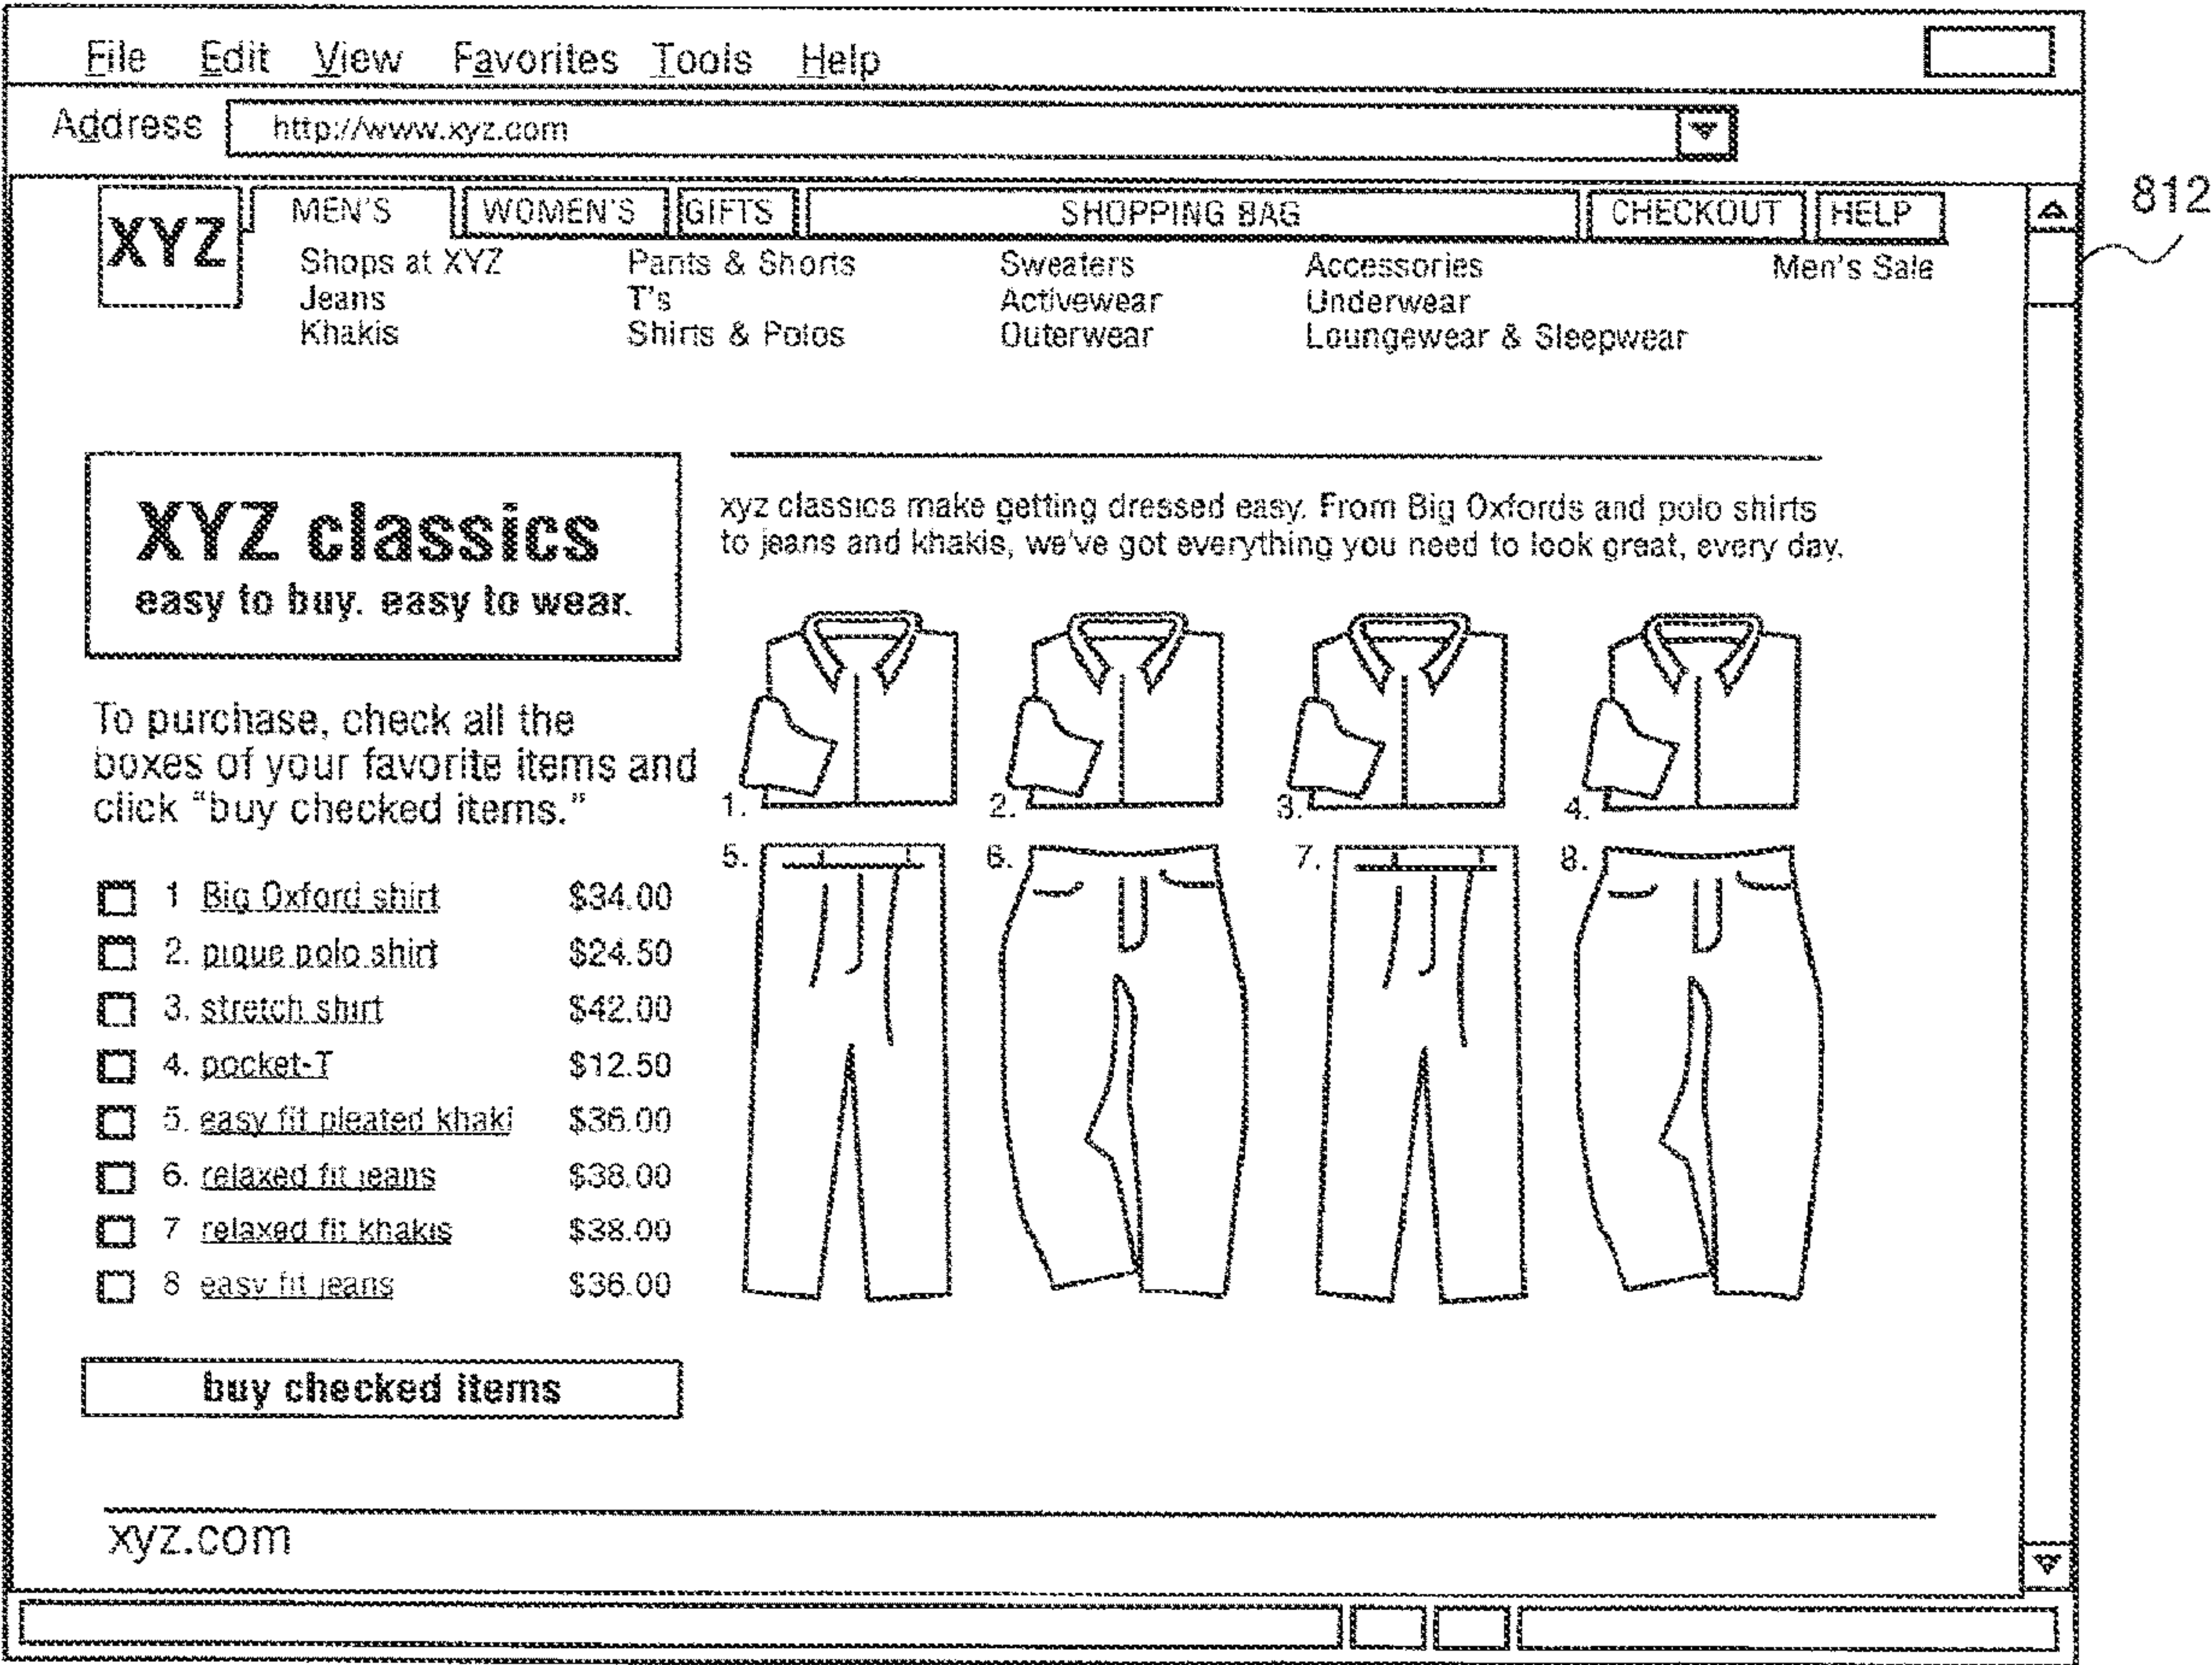 File Edit View Favorites Tools Help
Address http://www.xyz.com
812
XYZ MEN'S WOMEN'S GIFTS SHOPPING BAG CHECKOUT HELP
Shops at XYZ Pants & Shorts Sweaters Accessories Men's Sale
Jeans T's Activewear Underwear
Khakis Shirts & Polos Outerwear Loungewear & Sleepwear
XYZ classics
easy to buy. easy to wear.
xyz classics make getting dressed easy. From Big Oxfords and polo shirts
to jeans and khakis, we've got everything you need to look great, every day.
To purchase, check all the
boxes of your favorite items and
click “buy checked items.”
1 Big Oxford shirt $34.00
2. pique polo shirt $24.50
3. stretch shirt $42.00
4. pocket-T $12.50
5. easy fit pleated khaki $36.00
6. relaxed fit jeans $38.00
7 relaxed fit khakis $38.00
8 easy fit jeans $36.00
buy checked items
1. 2. 3. 4.
5. 6. 7. 8.
xyz.com